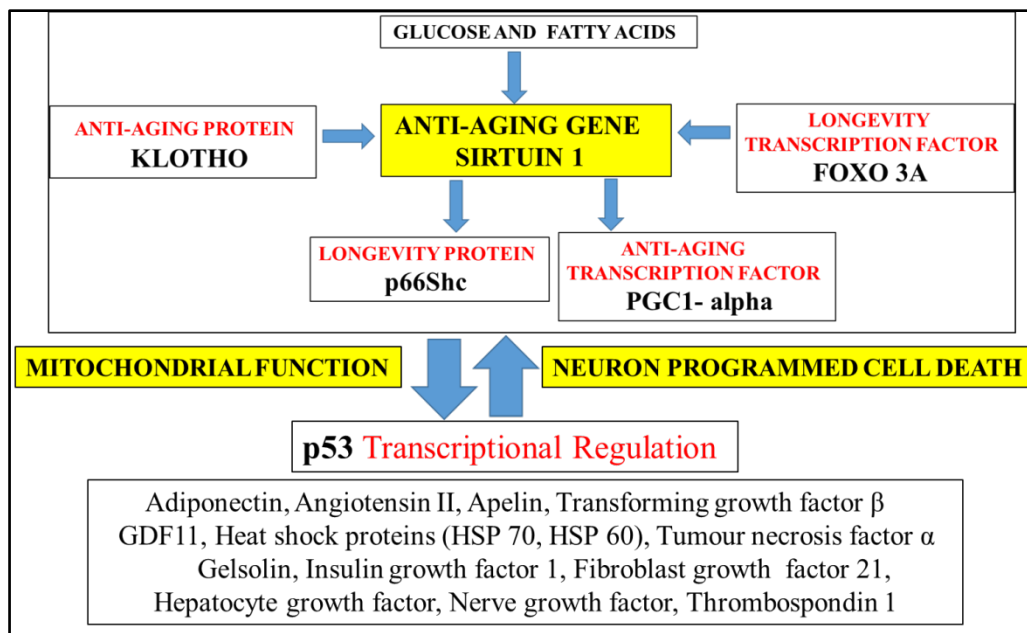 GLUCOSE AND FATTY ACIDS
ANTI-AGING PROTEIN
KLOTHO
ANTI-AGING GENE
SIRTUIN 1
LONGEVITY
TRANSCRIPTION FACTOR
FOXO 3A
LONGEVITY PROTEIN
p66Shc
ANTI-AGING
TRANSCRIPTION FACTOR
PGC1- alpha
MITOCHONDRIAL FUNCTION
NEURON PROGRAMMED CELL DEATH
p53 Transcriptional Regulation
Adiponectin, Angiotensin II, Apelin, Transforming growth factor β
GDF11, Heat shock proteins (HSP 70, HSP 60), Tumour necrosis factor α
Gelsolin, Insulin growth factor 1, Fibroblast growth factor 21,
Hepatocyte growth factor, Nerve growth factor, Thrombospondin 1